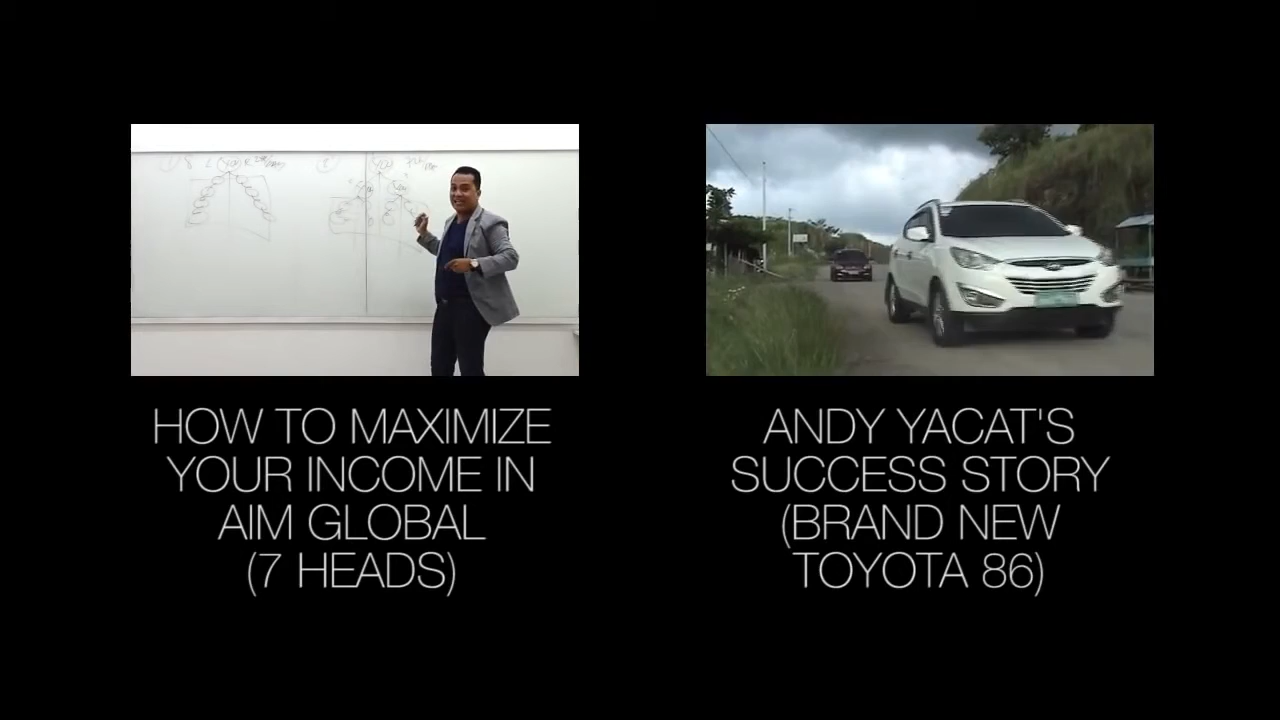 HOW TO MAXIMIZE
YOUR INCOME IN
AIM GLOBAL
(7 HEADS)
ANDY YACAT'S
SUCCESS STORY
(BRAND NEW
TOYOTA 86)